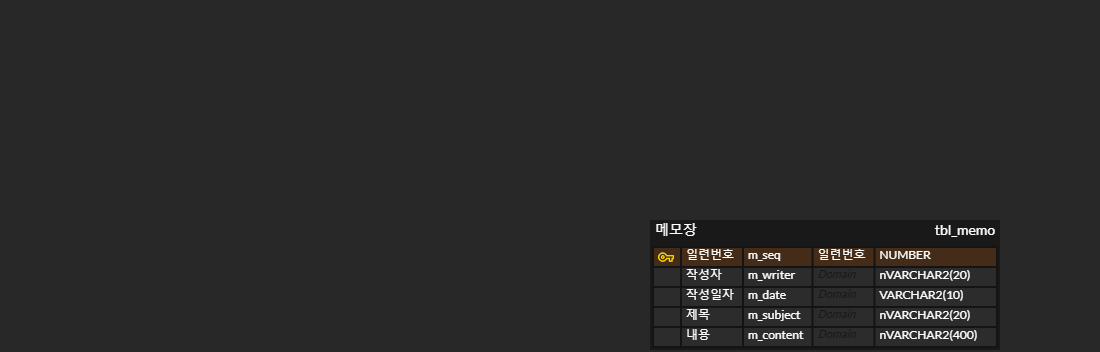 메모장 tbl_memo
일련번호 m_seq 일련번호 NUMBER
작성자 m_writer Domain nVARCHAR2(20)
작성일자 m_date Domain VARCHAR2(10)
제목 m_subject Domain nVARCHAR2(20)
내용 m_content Domain nVARCHAR2(400)